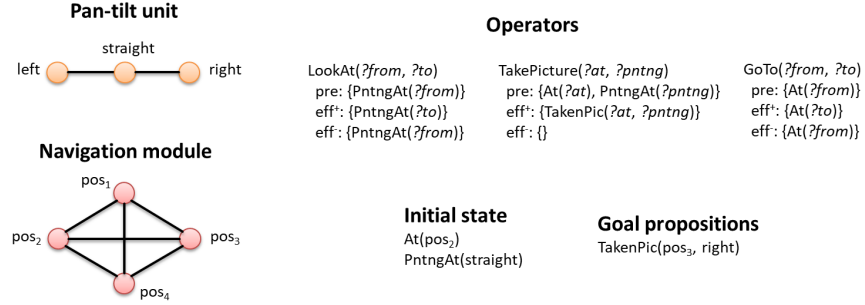 Pan-tilt unit
straight
left
right
Navigation module
pos₁
pos₂
pos₃
pos₄
Operators
LookAt(?from, ?to)
pre: {PntngAt(?from)}
eff⁺: {PntngAt(?to)}
eff⁻: {PntngAt(?from)}
TakePicture(?at, ?pntng)
pre: {At(?at), PntngAt(?pntng)}
eff⁺: {TakenPic(?at, ?pntng)}
eff⁻: {}
GoTo(?from, ?to)
pre: {At(?from)}
eff⁺: {At(?to)}
eff⁻: {At(?from)}
Initial state
At(pos₂)
PntngAt(straight)
Goal propositions
TakenPic(pos₃, right)